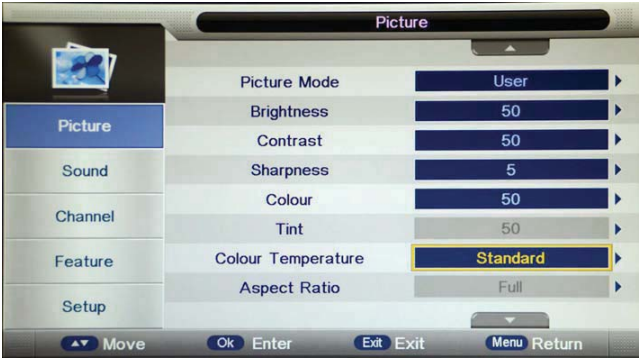 Picture
Picture Mode User
Picture Brightness 50
Contrast 50
Sound Sharpness 5
Colour 50
Channel Tint 50
Feature Colour Temperature Standard
Aspect Ratio Full
Setup
Move Ok Enter Exit Exit Menu Return